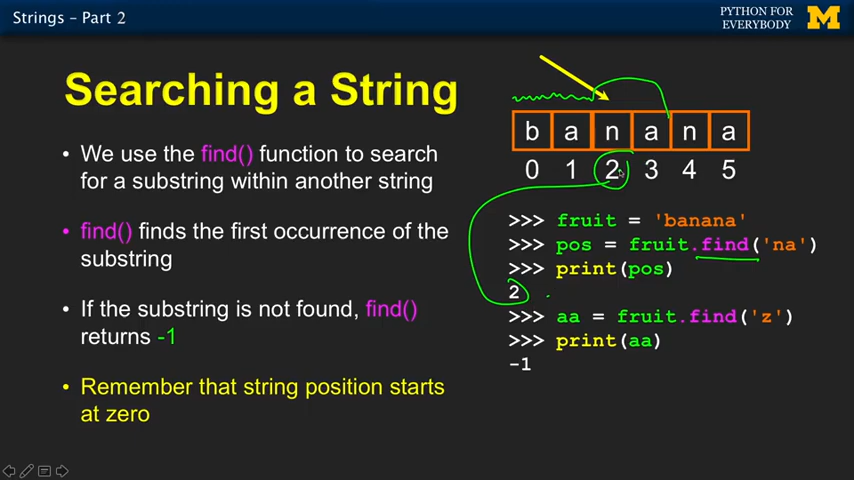 Strings – Part 2
PYTHON FOR
EVERYBODY
M
Searching a String
• We use the find() function to search
for a substring within another string
• find() finds the first occurrence of the
substring
• If the substring is not found, find()
returns -1
• Remember that string position starts
at zero
b a n a n a
0 1 2 3 4 5
>>> fruit = 'banana'
>>> pos = fruit.find('na')
>>> print(pos)
2
>>> aa = fruit.find('z')
>>> print(aa)
-1